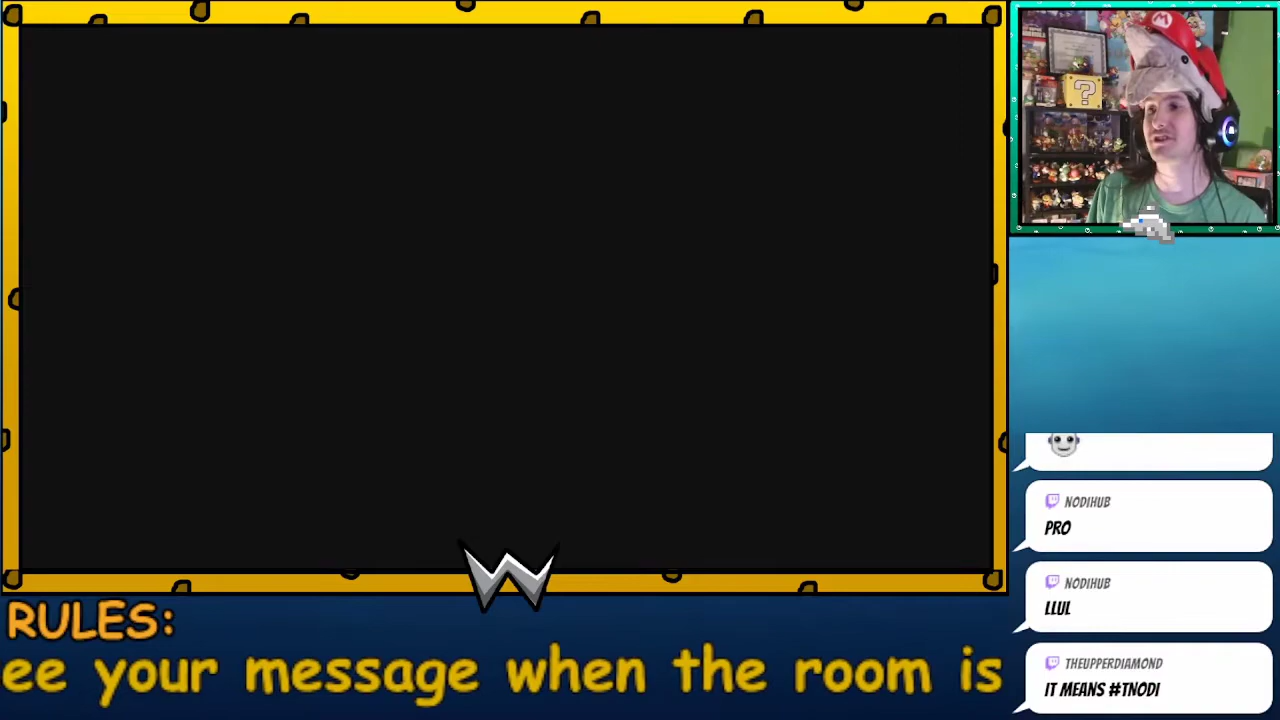 M
?
W
RULES:
ee your message when the room is
NODIHUB
PRO
NODIHUB
LLUL
THEUPPERDIAMOND
IT MEANS #TNODI